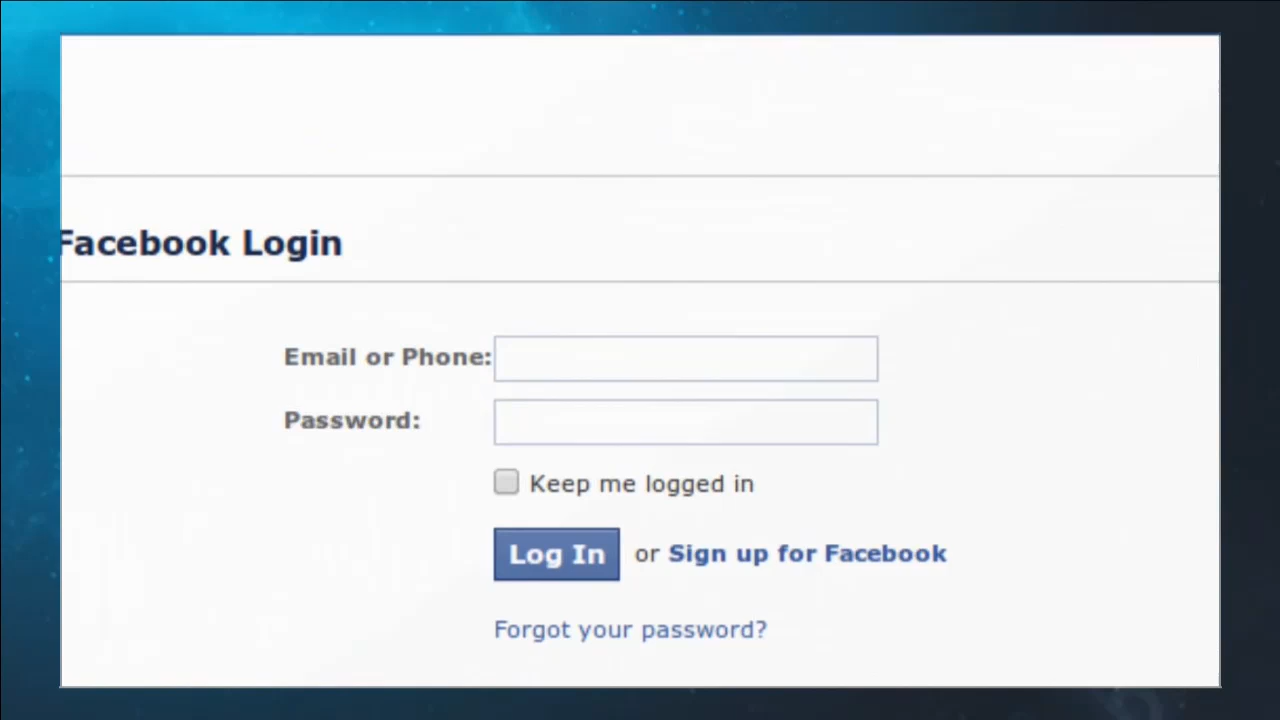 Facebook Login
Email or Phone:
Password:
Keep me logged in
Log In or Sign up for Facebook
Forgot your password?